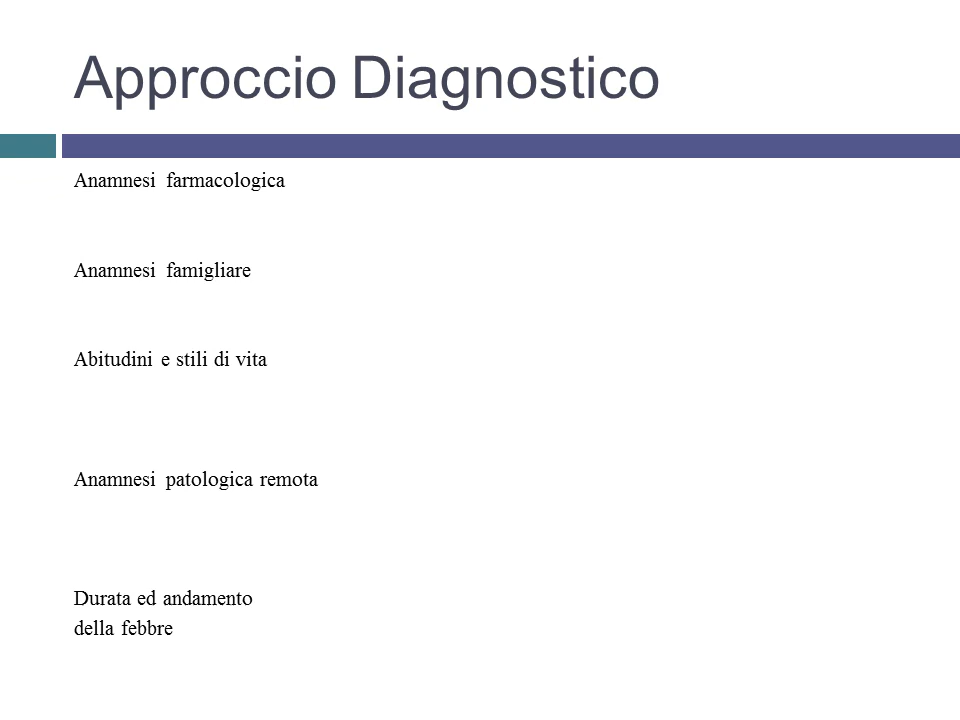 Approccio Diagnostico
Anamnesi farmacologica
Anamnesi famigliare
Abitudini e stili di vita
Anamnesi patologica remota
Durata ed andamento
della febbre